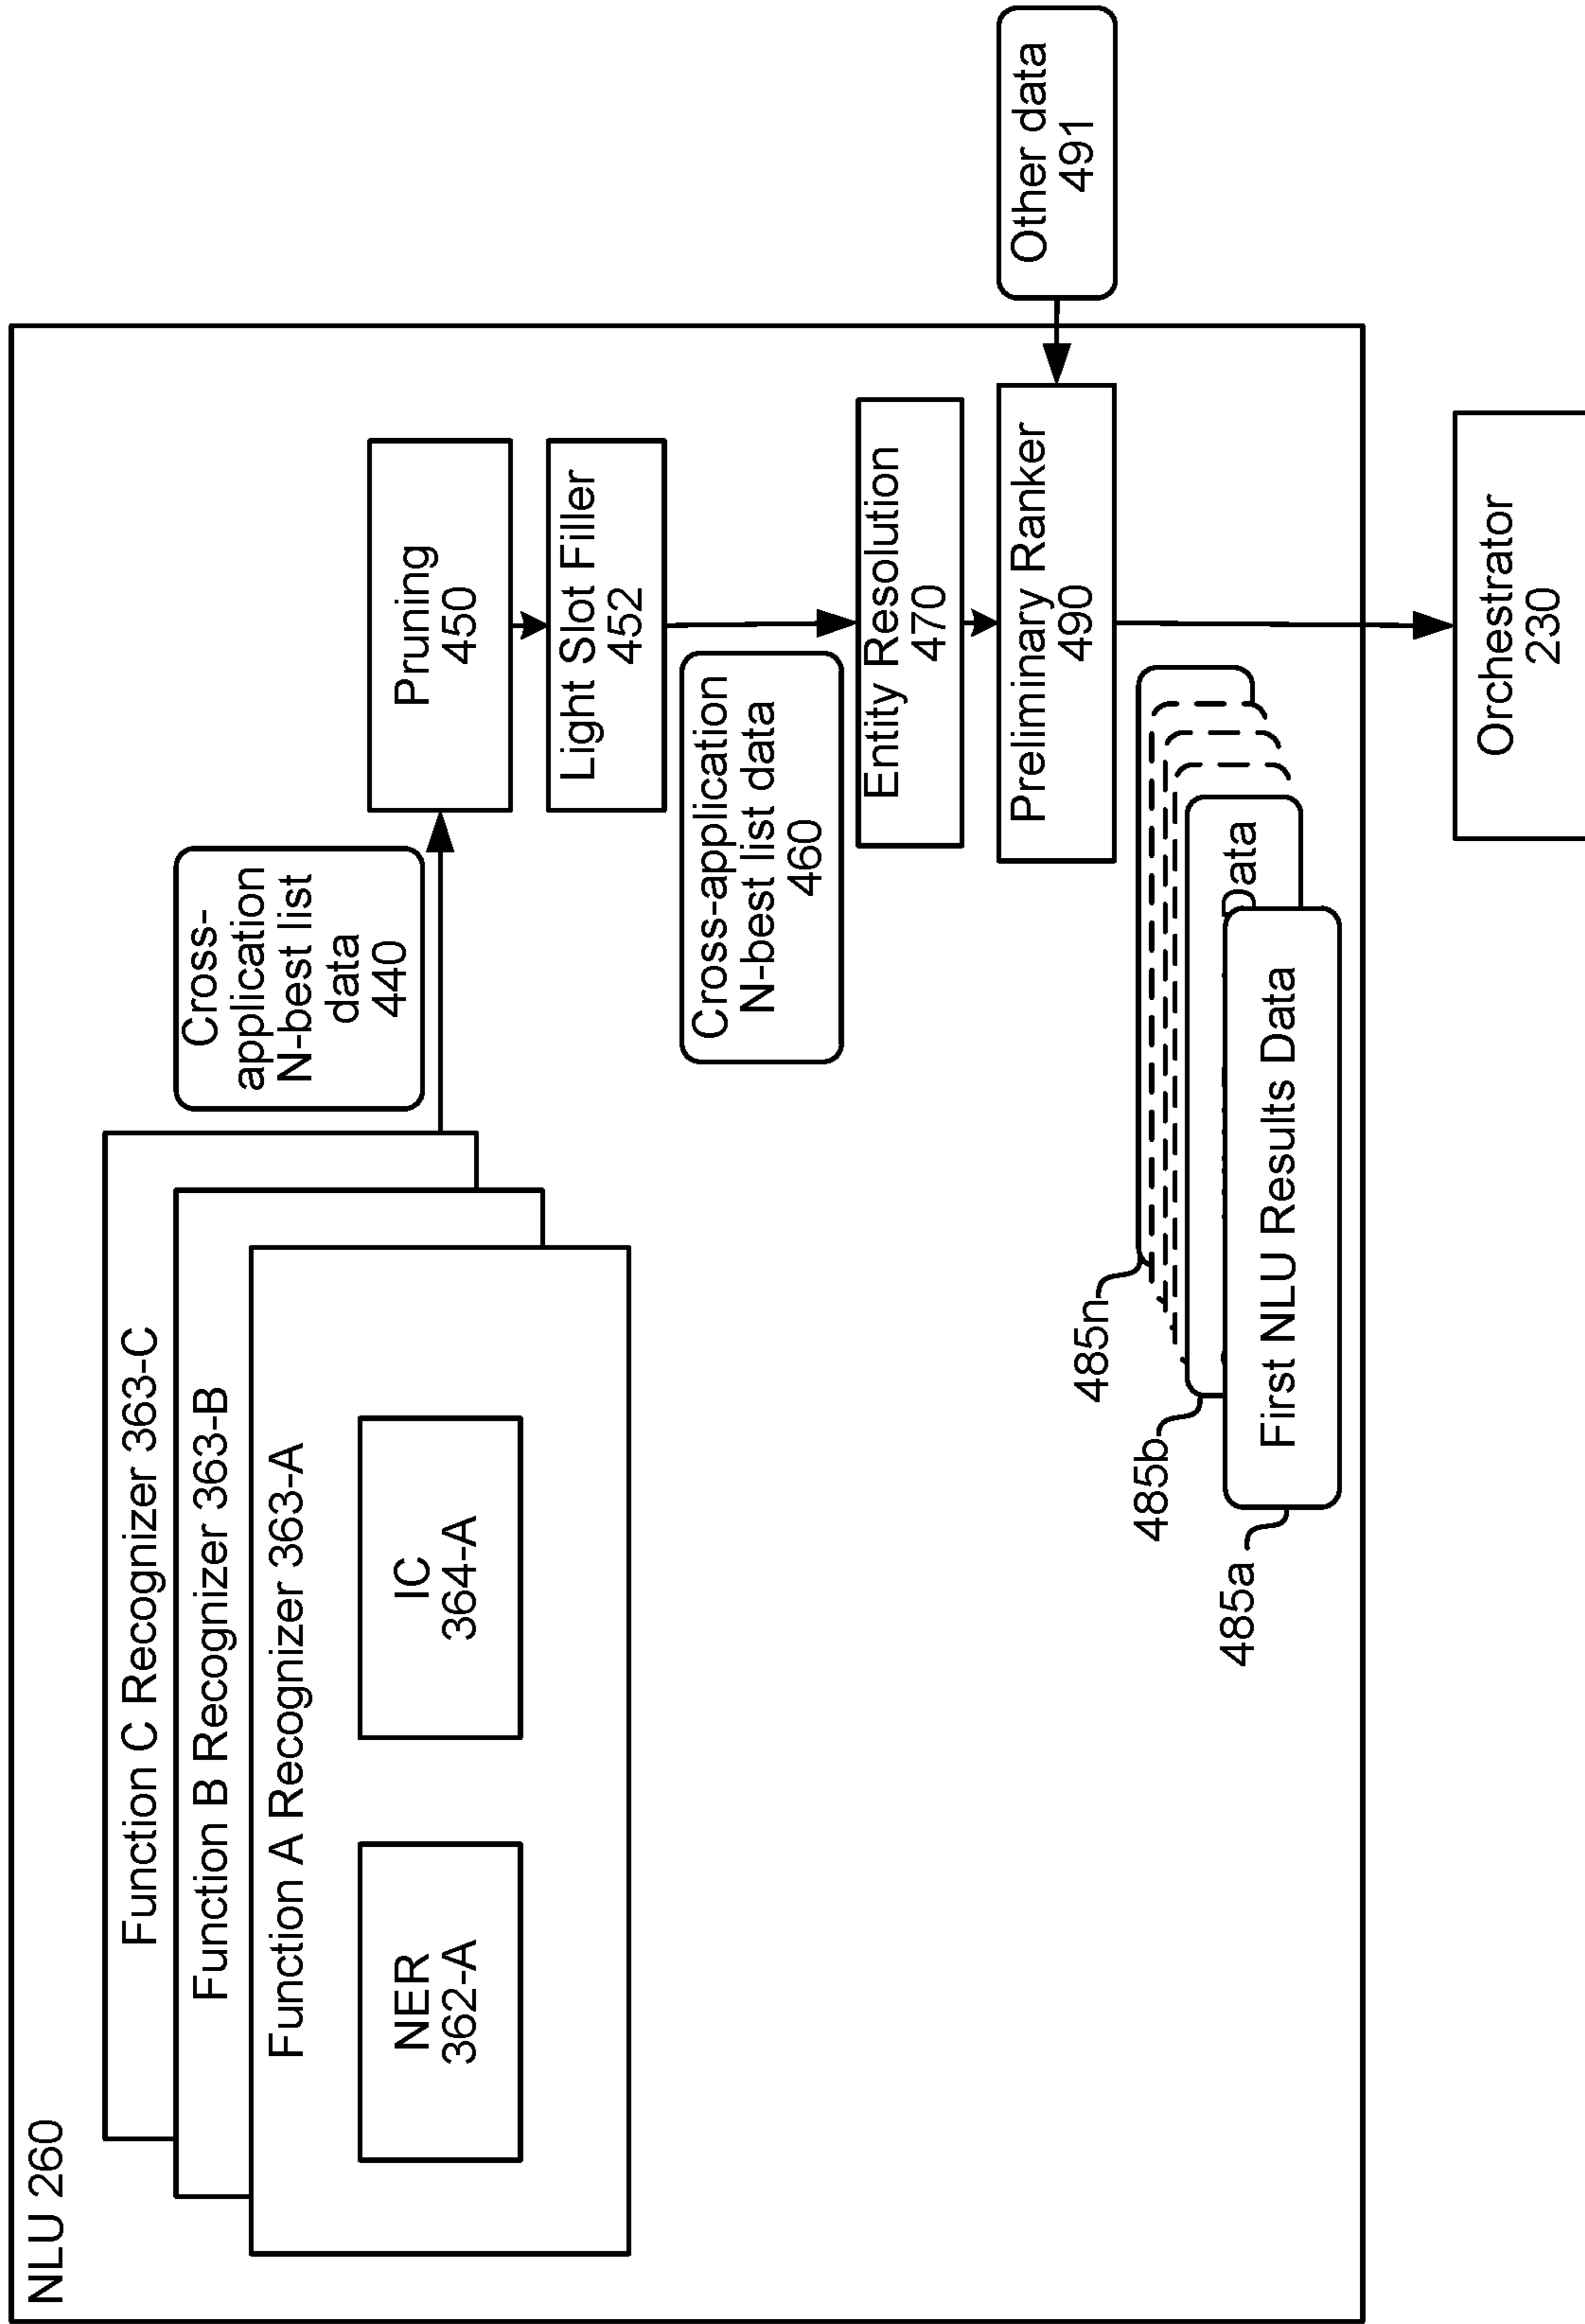 NLU 260
Function C Recognizer 363-C
Function B Recognizer 363-B
Function A Recognizer 363-A
NER
362-A
IC
364-A
Cross-
application
N-best list
data
440
Pruning
450
Light Slot Filler
452
Cross-application
N-best list data
460
Entity Resolution
470
Preliminary Ranker
490
Other data
491
485n
485b
485a
Data
First NLU Results Data
Orchestrator
230